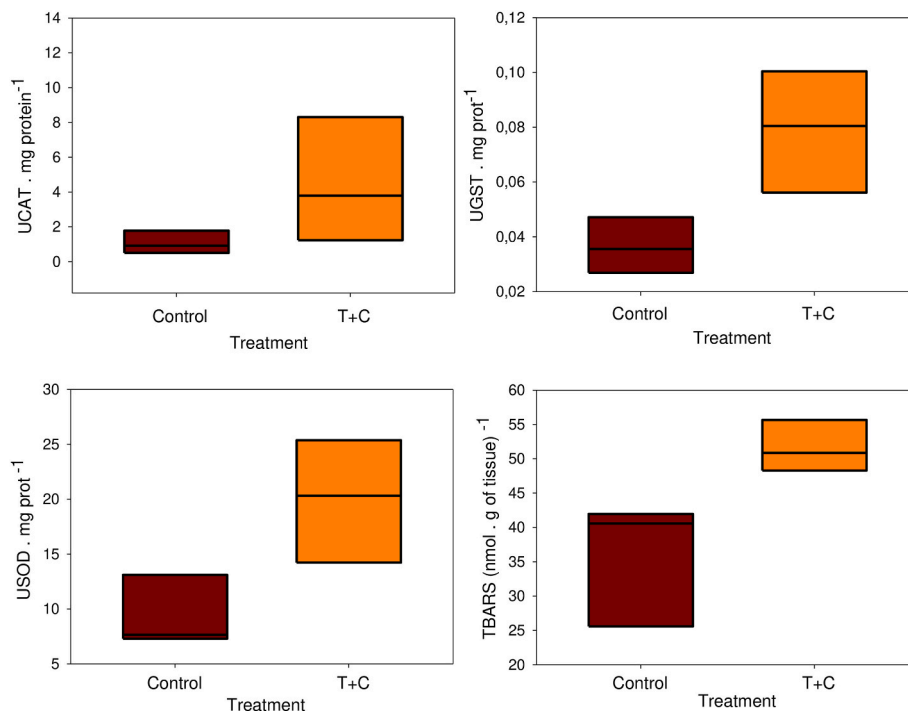 14
12
10
8
6
4
2
0
UCAT . mg protein⁻¹
Control T+C
Treatment
0,12
0,10
0,08
0,06
0,04
0,02
UGST . mg prot⁻¹
Control T+C
Treatment
30
25
20
15
10
5
USOD . mg prot ⁻¹
Control T+C
Treatment
60
55
50
45
40
35
30
25
20
TBARS (nmol . g of tissue) ⁻¹
Control T+C
Treatment